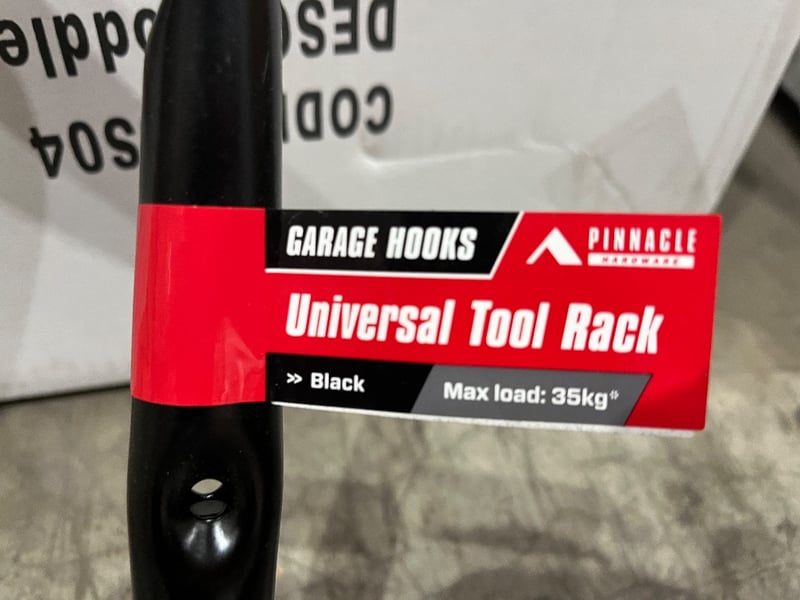 GARAGE HOOKS
PINNACLE
HARDWARE
Universal Tool Rack
» Black
Max load: 35kg#